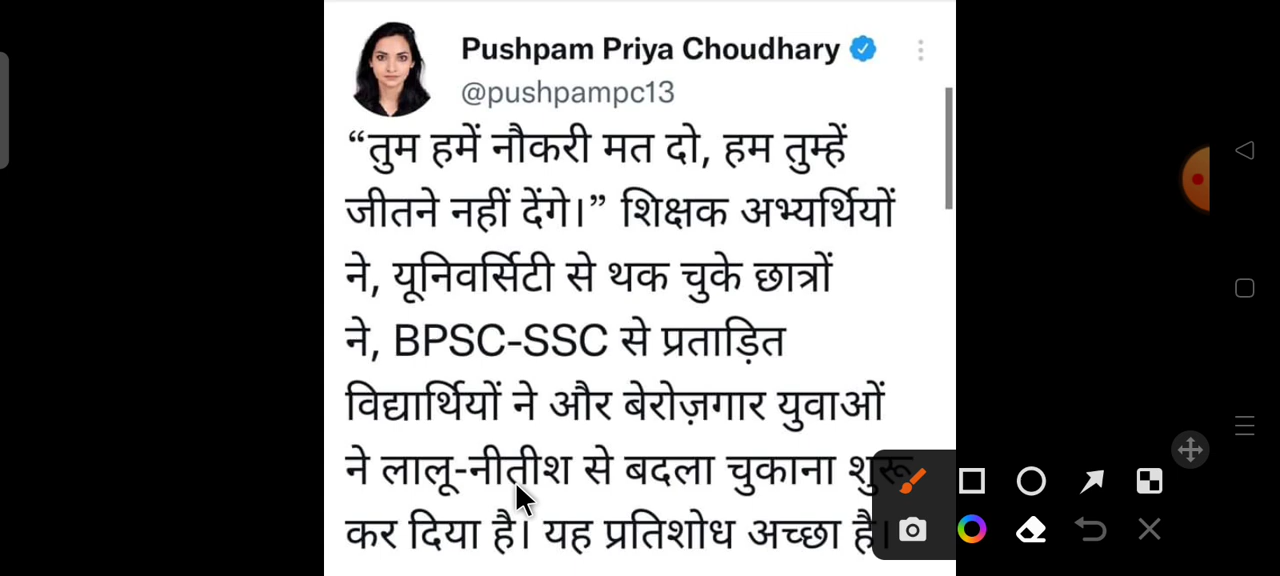 Pushpam Priya Choudhary
@pushpampc13
“तुम हमें नौकरी मत दो, हम तुम्हें
जीतने नहीं देंगे।” शिक्षक अभ्यर्थियों
ने, यूनिवर्सिटी से थक चुके छात्रों
ने, BPSC-SSC से प्रताड़ित
विद्यार्थियों ने और बेरोज़गार युवाओं
ने लालू-नीतीश से बदला चुकाना शुरू
कर दिया है। यह प्रतिशोध अच्छा है।